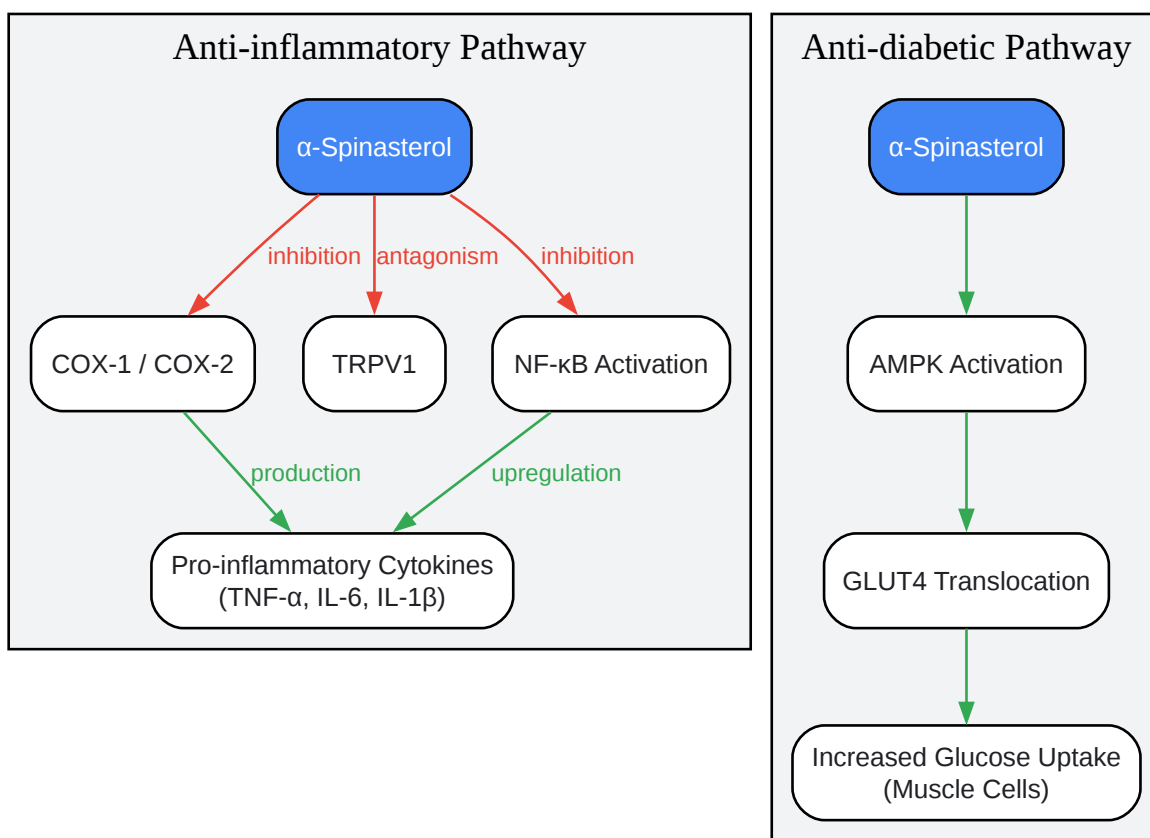 Anti-inflammatory Pathway
α-Spinasterol
inhibition
antagonism
inhibition
COX-1 / COX-2
TRPV1
NF-κB Activation
production
upregulation
Pro-inflammatory Cytokines
(TNF-α, IL-6, IL-1β)
Anti-diabetic Pathway
α-Spinasterol
AMPK Activation
GLUT4 Translocation
Increased Glucose Uptake
(Muscle Cells)